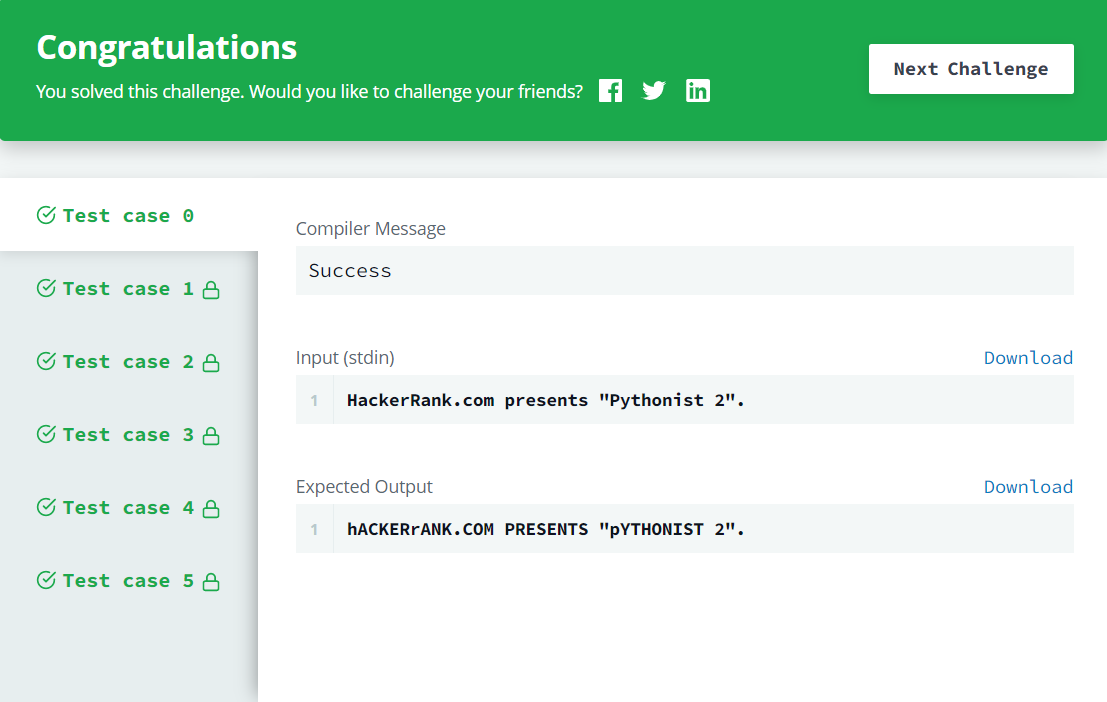 Congratulations
You solved this challenge. Would you like to challenge your friends?
Next Challenge
Test case 0
Test case 1
Test case 2
Test case 3
Test case 4
Test case 5
Compiler Message
Success
Input (stdin)
Download
1 HackerRank.com presents "Pythonist 2".
Expected Output
Download
1 hACKERrANK.COM PRESENTS "pYTHONIST 2".